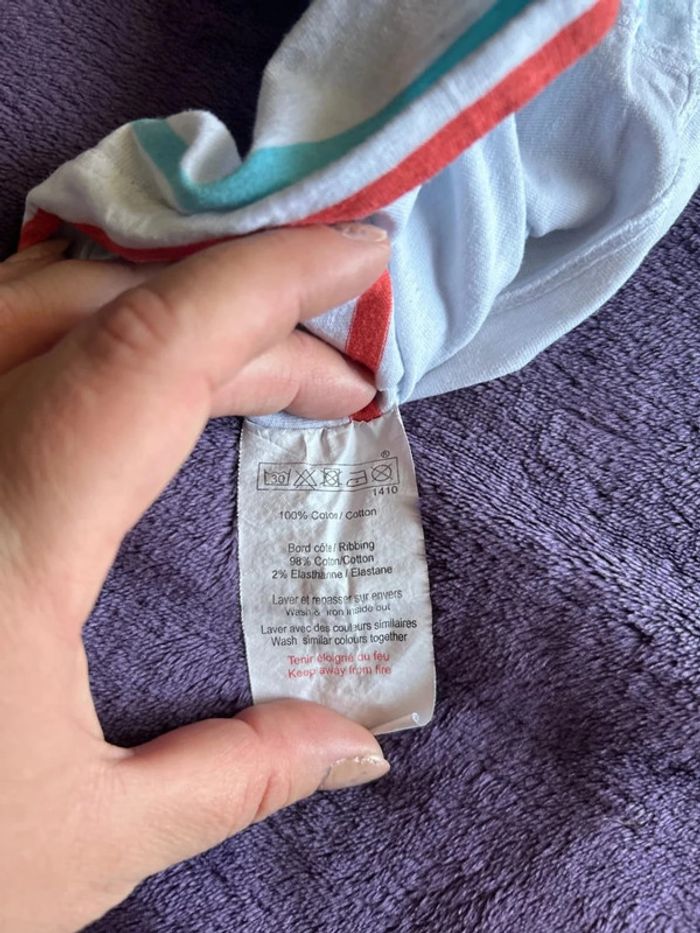 ®
30
1410
100% Coton / Cotton
Bord côte / Ribbing
98% Coton/Cotton
2% Elasthanne / Elastane
Laver et repasser sur envers
Wash & iron inside out
Laver avec des couleurs similaires
Wash similar colours together
Tenir éloigné du feu
Keep away from fire